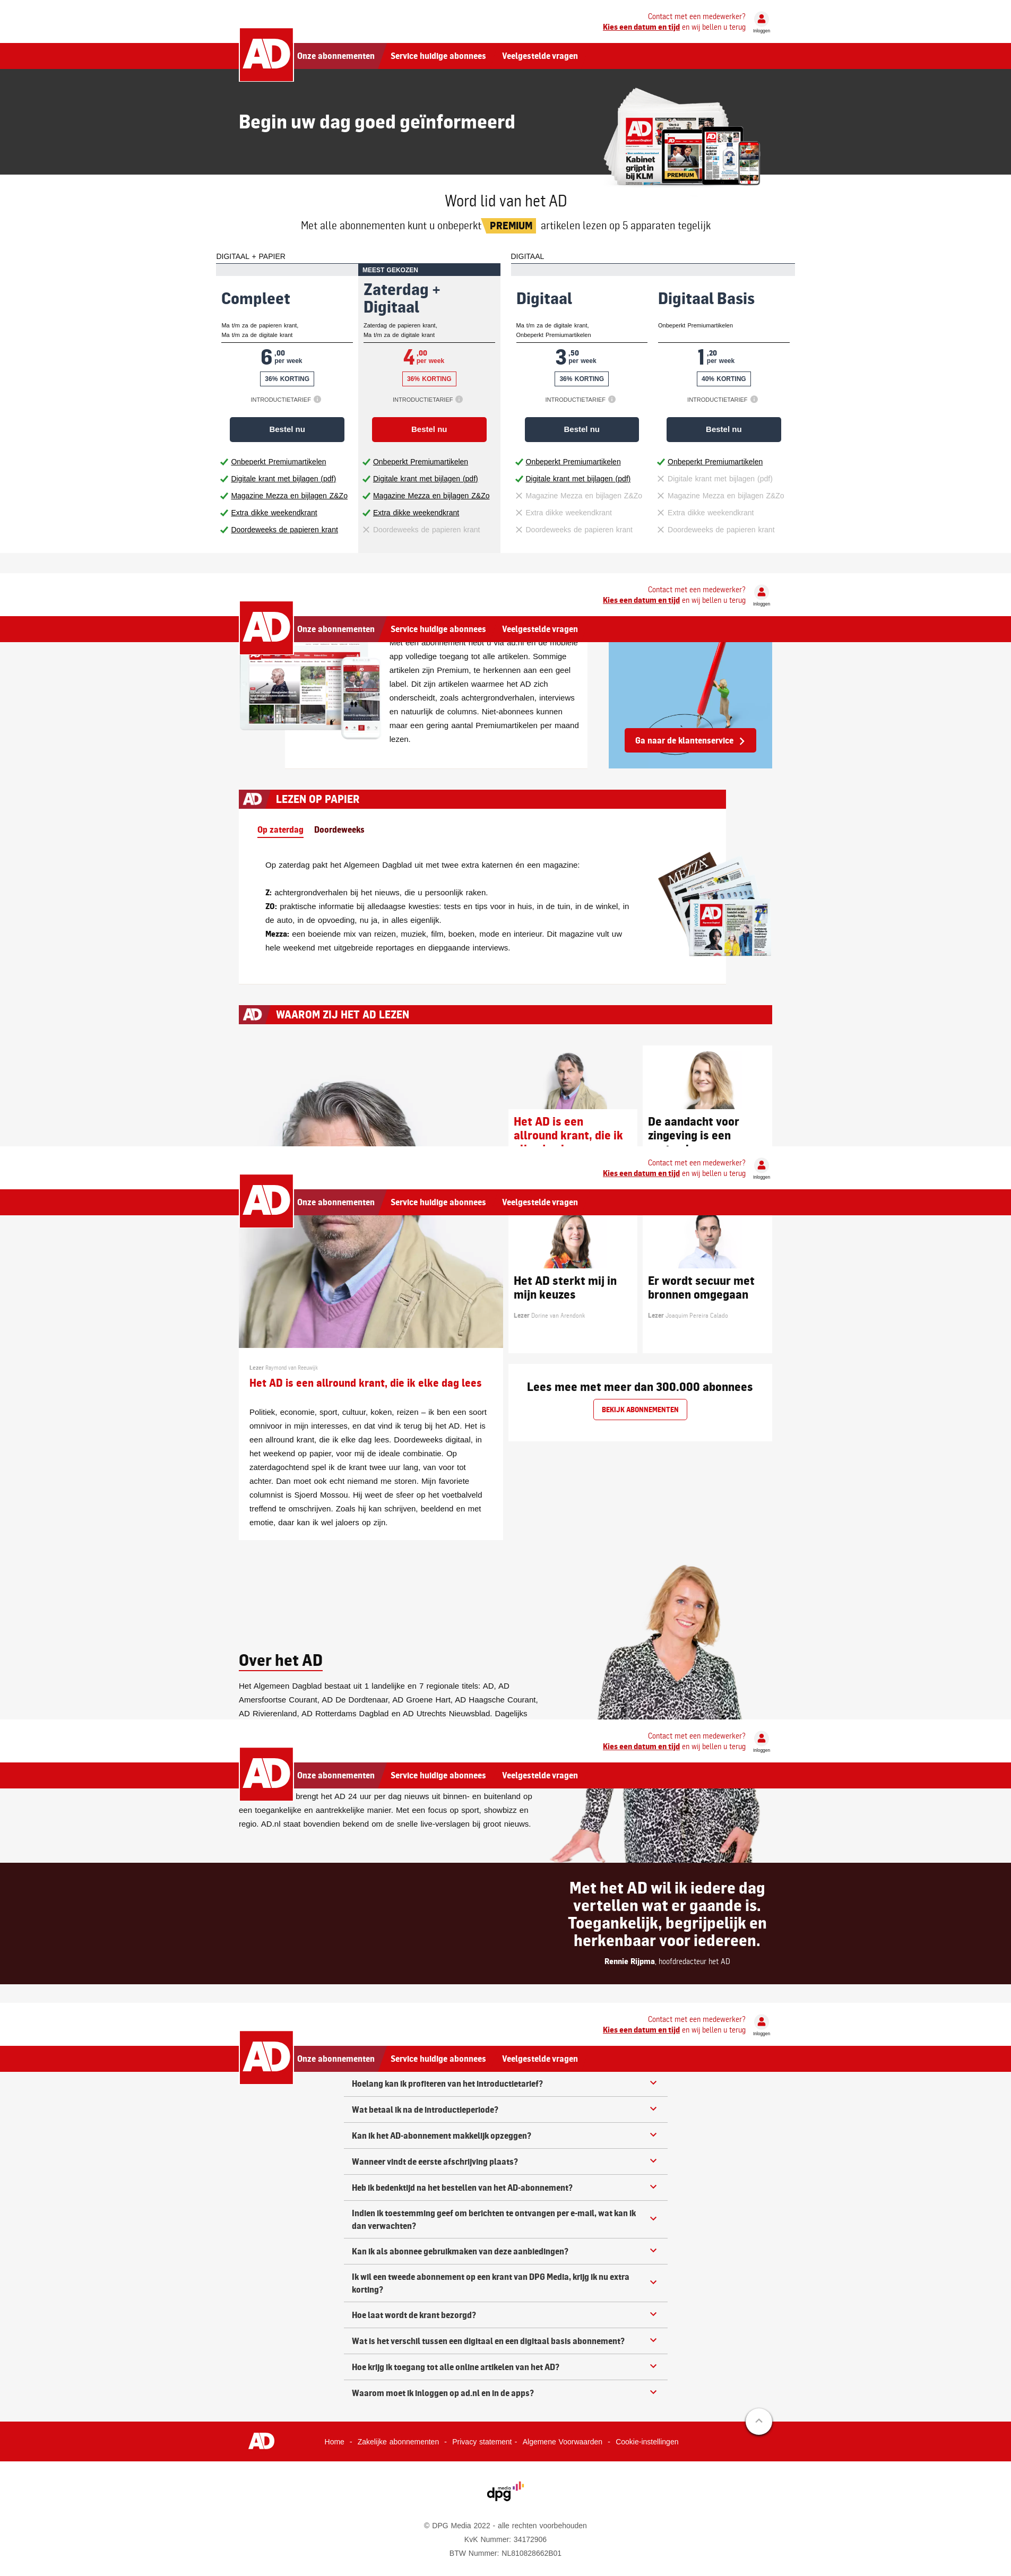 Contact met een medewerker?
Kies een datum en tijd en wij bellen u terug
Inloggen
AD
Onze abonnementen
Service huidige abonnees
Veelgestelde vragen
Begin uw dag goed geïnformeerd
AD
Kabinet
grijpt in
bij KLM
PREMIUM
Word lid van het AD
Met alle abonnementen kunt u onbeperkt PREMIUM artikelen lezen op 5 apparaten tegelijk
DIGITAAL + PAPIER
DIGITAAL
MEEST GEKOZEN
Compleet
Ma t/m za de papieren krant,
Ma t/m za de digitale krant
6,00
per week
36% KORTING
INTRODUCTIETARIEF
Bestel nu
Onbeperkt Premiumartikelen
Digitale krant met bijlagen (pdf)
Magazine Mezza en bijlagen Z&Zo
Extra dikke weekendkrant
Doordeweeks de papieren krant
Zaterdag +
Digitaal
Zaterdag de papieren krant,
Ma t/m za de digitale krant
4,00
per week
36% KORTING
INTRODUCTIETARIEF
Bestel nu
Onbeperkt Premiumartikelen
Digitale krant met bijlagen (pdf)
Magazine Mezza en bijlagen Z&Zo
Extra dikke weekendkrant
Doordeweeks de papieren krant
Digitaal
Ma t/m za de digitale krant,
Onbeperkt Premiumartikelen
3,50
per week
36% KORTING
INTRODUCTIETARIEF
Bestel nu
Onbeperkt Premiumartikelen
Digitale krant met bijlagen (pdf)
Magazine Mezza en bijlagen Z&Zo
Extra dikke weekendkrant
Doordeweeks de papieren krant
Digitaal Basis
Onbeperkt Premiumartikelen
1,20
per week
40% KORTING
INTRODUCTIETARIEF
Bestel nu
Onbeperkt Premiumartikelen
Digitale krant met bijlagen (pdf)
Magazine Mezza en bijlagen Z&Zo
Extra dikke weekendkrant
Doordeweeks de papieren krant
Contact met een medewerker?
Kies een datum en tijd en wij bellen u terug
Inloggen
AD
Onze abonnementen
Service huidige abonnees
Veelgestelde vragen
Met een abonnement hebt u via ad.nl en de mobiele
app volledige toegang tot alle artikelen. Sommige
artikelen zijn Premium, te herkennen aan een geel
label. Dit zijn artikelen waarmee het AD zich
onderscheidt, zoals achtergrondverhalen, interviews
en natuurlijk de columns. Niet-abonnees kunnen
maar een gering aantal Premiumartikelen per maand
lezen.
Ga naar de klantenservice
AD
LEZEN OP PAPIER
Op zaterdag
Doordeweeks
Op zaterdag pakt het Algemeen Dagblad uit met twee extra katernen én een magazine:
Z: achtergrondverhalen bij het nieuws, die u persoonlijk raken.
ZO: praktische informatie bij alledaagse kwesties: tests en tips voor in huis, in de tuin, in de winkel, in
de auto, in de opvoeding, nu ja, in alles eigenlijk.
Mezza: een boeiende mix van reizen, muziek, film, boeken, mode en interieur. Dit magazine vult uw
hele weekend met uitgebreide reportages en diepgaande interviews.
MEZZA
AD
AD
WAAROM ZIJ HET AD LEZEN
Het AD is een
allround krant, die ik
De aandacht voor
zingeving is een
Contact met een medewerker?
Kies een datum en tijd en wij bellen u terug
Inloggen
AD
Onze abonnementen
Service huidige abonnees
Veelgestelde vragen
Het AD sterkt mij in
mijn keuzes
Lezer Dorine van Arendonk
Er wordt secuur met
bronnen omgegaan
Lezer Joaquim Pereira Calado
Lezer Raymond van Reeuwijk
Het AD is een allround krant, die ik elke dag lees
Politiek, economie, sport, cultuur, koken, reizen – ik ben een soort
omnivoor in mijn interesses, en dat vind ik terug bij het AD. Het is
een allround krant, die ik elke dag lees. Doordeweeks digitaal, in
het weekend op papier, voor mij de ideale combinatie. Op
zaterdagochtend spel ik de krant twee uur lang, van voor tot
achter. Dan moet ook echt niemand me storen. Mijn favoriete
columnist is Sjoerd Mossou. Hij weet de sfeer op het voetbalveld
treffend te omschrijven. Zoals hij kan schrijven, beeldend en met
emotie, daar kan ik wel jaloers op zijn.
Lees mee met meer dan 300.000 abonnees
BEKIJK ABONNEMENTEN
Over het AD
Het Algemeen Dagblad bestaat uit 1 landelijke en 7 regionale titels: AD, AD
Amersfoortse Courant, AD De Dordtenaar, AD Groene Hart, AD Haagsche Courant,
AD Rivierenland, AD Rotterdams Dagblad en AD Utrechts Nieuwsblad. Dagelijks
Contact met een medewerker?
Kies een datum en tijd en wij bellen u terug
Inloggen
AD
Onze abonnementen
Service huidige abonnees
Veelgestelde vragen
brengt het AD 24 uur per dag nieuws uit binnen- en buitenland op
een toegankelijke en aantrekkelijke manier. Met een focus op sport, showbizz en
regio. AD.nl staat bovendien bekend om de snelle live-verslagen bij groot nieuws.
Met het AD wil ik iedere dag
vertellen wat er gaande is.
Toegankelijk, begrijpelijk en
herkenbaar voor iedereen.
Rennie Rijpma, hoofdredacteur het AD
Contact met een medewerker?
Kies een datum en tijd en wij bellen u terug
Inloggen
AD
Onze abonnementen
Service huidige abonnees
Veelgestelde vragen
Hoelang kan ik profiteren van het introductietarief?
Wat betaal ik na de introductieperiode?
Kan ik het AD-abonnement makkelijk opzeggen?
Wanneer vindt de eerste afschrijving plaats?
Heb ik bedenktijd na het bestellen van het AD-abonnement?
Indien ik toestemming geef om berichten te ontvangen per e-mail, wat kan ik
dan verwachten?
Kan ik als abonnee gebruikmaken van deze aanbiedingen?
Ik wil een tweede abonnement op een krant van DPG Media, krijg ik nu extra
korting?
Hoe laat wordt de krant bezorgd?
Wat is het verschil tussen een digitaal en een digitaal basis abonnement?
Hoe krijg ik toegang tot alle online artikelen van het AD?
Waarom moet ik inloggen op ad.nl en in de apps?
AD
Home - Zakelijke abonnementen - Privacy statement - Algemene Voorwaarden - Cookie-instellingen
dpg media
© DPG Media 2022 - alle rechten voorbehouden
KvK Nummer: 34172906
BTW Nummer: NL810828662B01